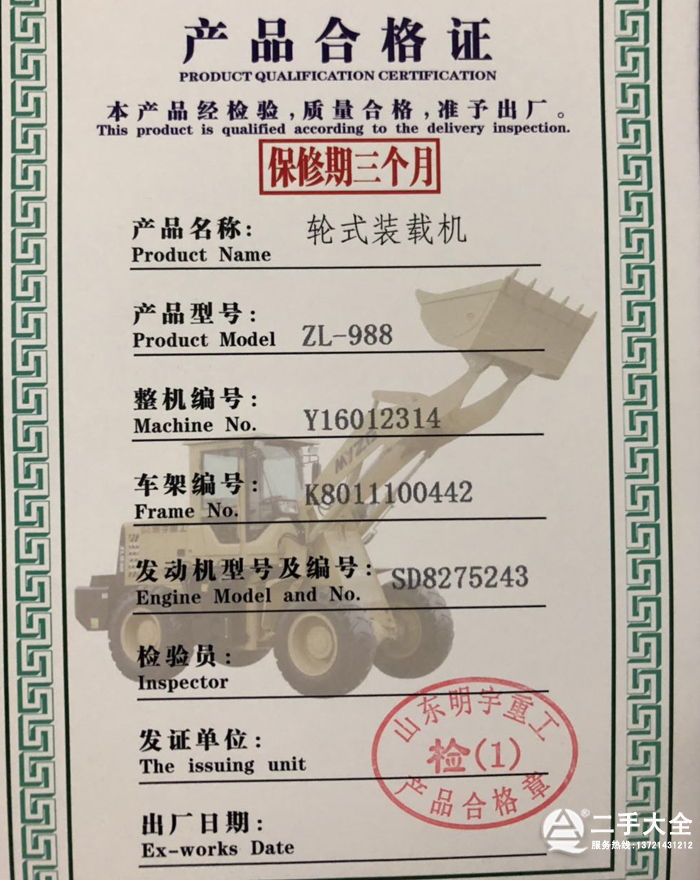 产品合格证
PRODUCT QUALIFICATION CERTIFICATION
本产品经检验,质量合格,准予出厂。
This product is qualified according to the delivery inspection.
保修期三个月
产品名称: 轮式装载机
Product Name
产品型号: ZL-988
Product Model
整机编号: Y16012314
Machine No.
车架编号: K8011100442
Frame No.
发动机型号及编号: SD8275243
Engine Model and No.
检验员:
Inspector
发证单位:
The issuing unit
山东明宇重工
检(1)
产品合格章
出厂日期:
Ex-works Date
二手大全
服务热线:13721431212